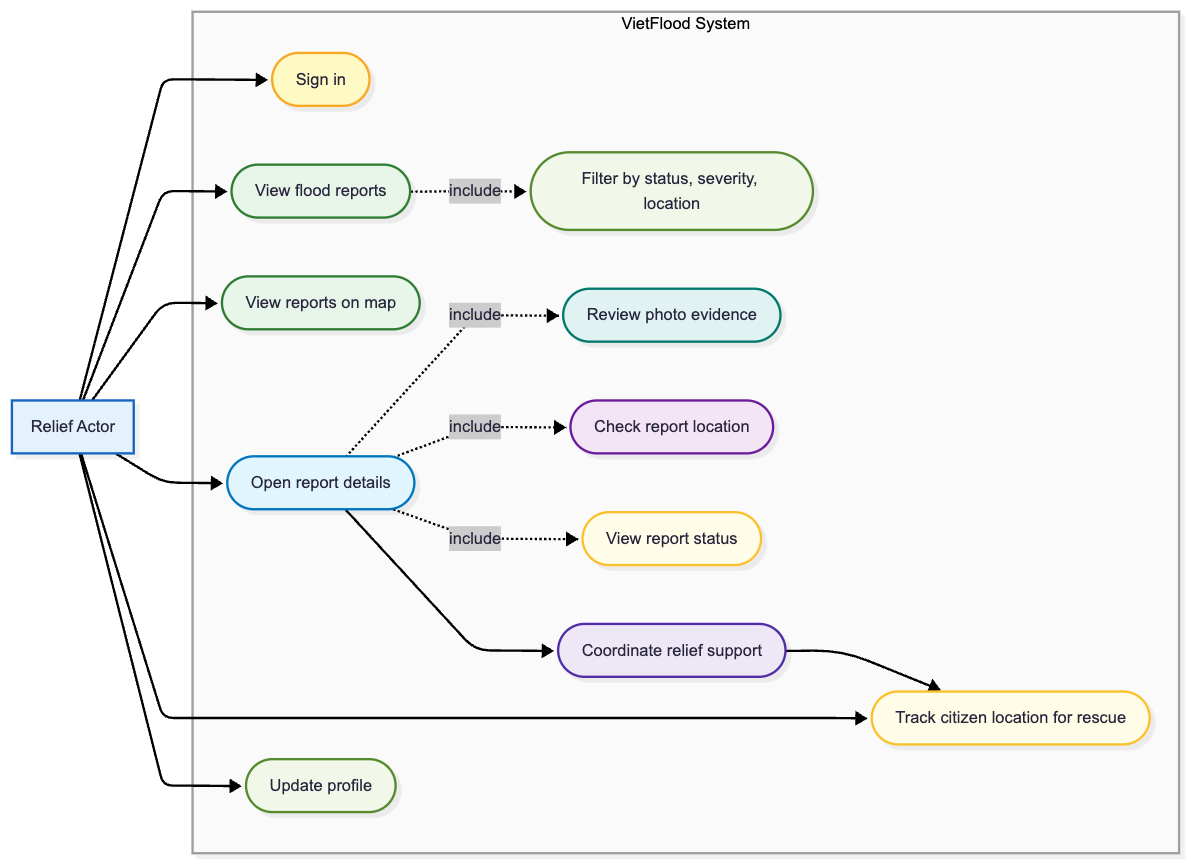 VietFlood System
Sign in
View flood reports
include
Filter by status, severity,
location
View reports on map
include
Review photo evidence
Relief Actor
include
Check report location
Open report details
include
View report status
Coordinate relief support
Track citizen location for rescue
Update profile